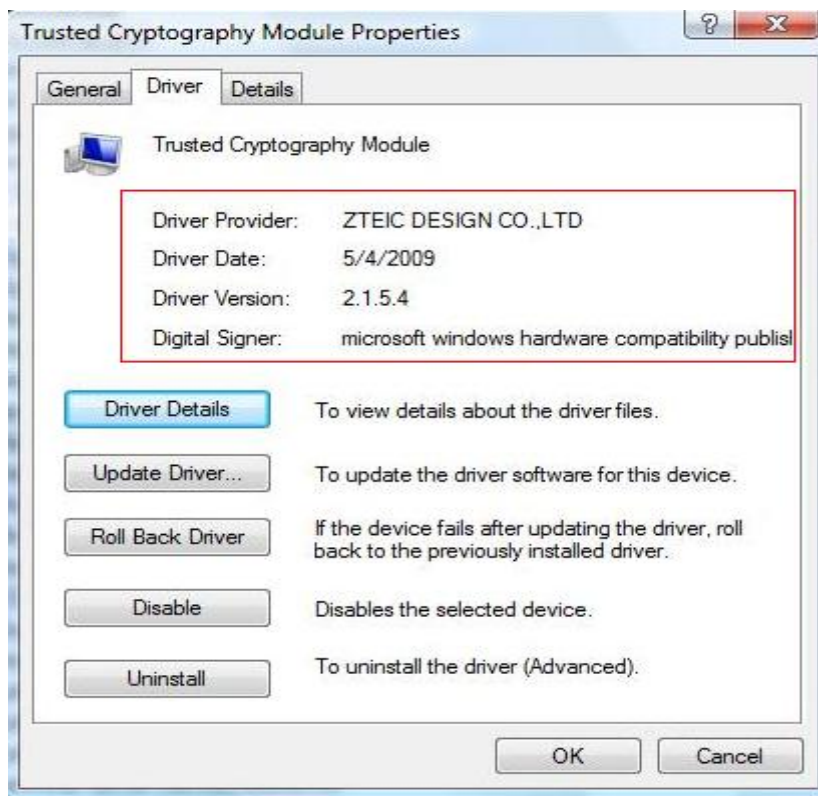 Trusted Cryptography Module Properties
General Driver Details
Trusted Cryptography Module
Driver Provider: ZTEIC DESIGN CO.,LTD
Driver Date: 5/4/2009
Driver Version: 2.1.5.4
Digital Signer: microsoft windows hardware compatibility publisl
Driver Details To view details about the driver files.
Update Driver... To update the driver software for this device.
Roll Back Driver If the device fails after updating the driver, roll
back to the previously installed driver.
Disable Disables the selected device.
Uninstall To uninstall the driver (Advanced).
OK Cancel